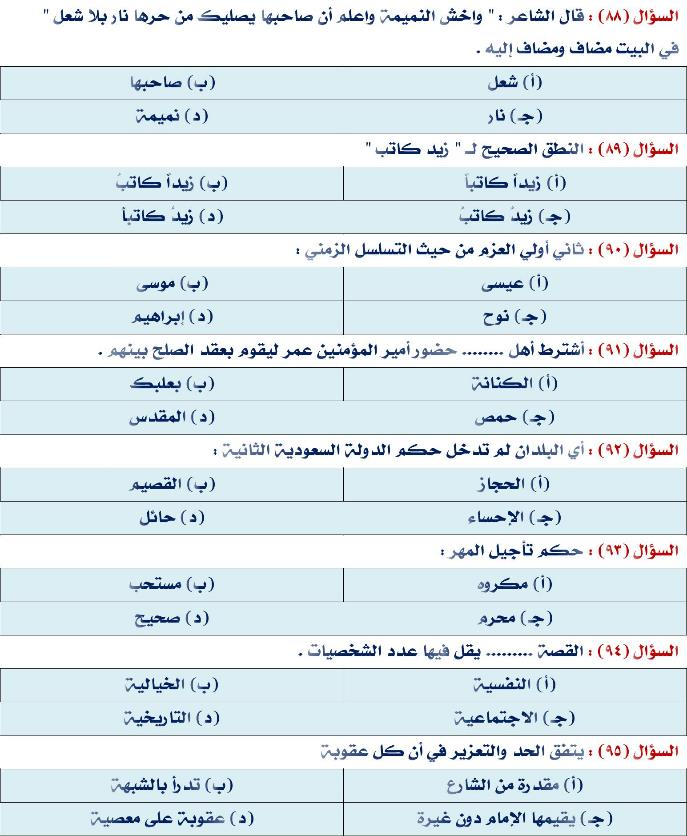 السؤال (٨٨) : قال الشاعر : " واخش النميمة واعلم أن صاحبها يصليك من حرها نار بلا شعل "
في البيت مضاف ومضاف إليه .
(أ) شعل (ب) صاحبها
(جـ) نار (د) نميمة
السؤال (٨٩) : النطق الصحيح لـ " زيد كاتب "
(أ) زيداً كاتباً (ب) زيداً كاتبٌ
(جـ) زيدٌ كاتبٌ (د) زيدٌ كاتباً
السؤال (٩٠) : ثاني أولي العزم من حيث التسلسل الزمني :
(أ) عيسى (ب) موسى
(جـ) نوح (د) إبراهيم
السؤال (٩١) : أشترط أهل ........ حضور أمير المؤمنين عمر ليقوم بعقد الصلح بينهم .
(أ) الكنانة (ب) بعلبك
(جـ) حمص (د) المقدس
السؤال (٩٢) : أي البلدان لم تدخل حكم الدولة السعودية الثانية :
(أ) الحجاز (ب) القصيم
(جـ) الإحساء (د) حائل
السؤال (٩٣) : حكم تأجيل المهر :
(أ) مكروه (ب) مستحب
(جـ) محرم (د) صحيح
السؤال (٩٤) : القصة ......... يقل فيها عدد الشخصيات .
(أ) النفسية (ب) الخيالية
(جـ) الاجتماعية (د) التاريخية
السؤال (٩٥) : يتفق الحد والتعزير في أن كل عقوبة
(أ) مقدرة من الشارع (ب) تدرأ بالشبهة
(جـ) يقيمها الإمام دون غيرة (د) عقوبة على معصية